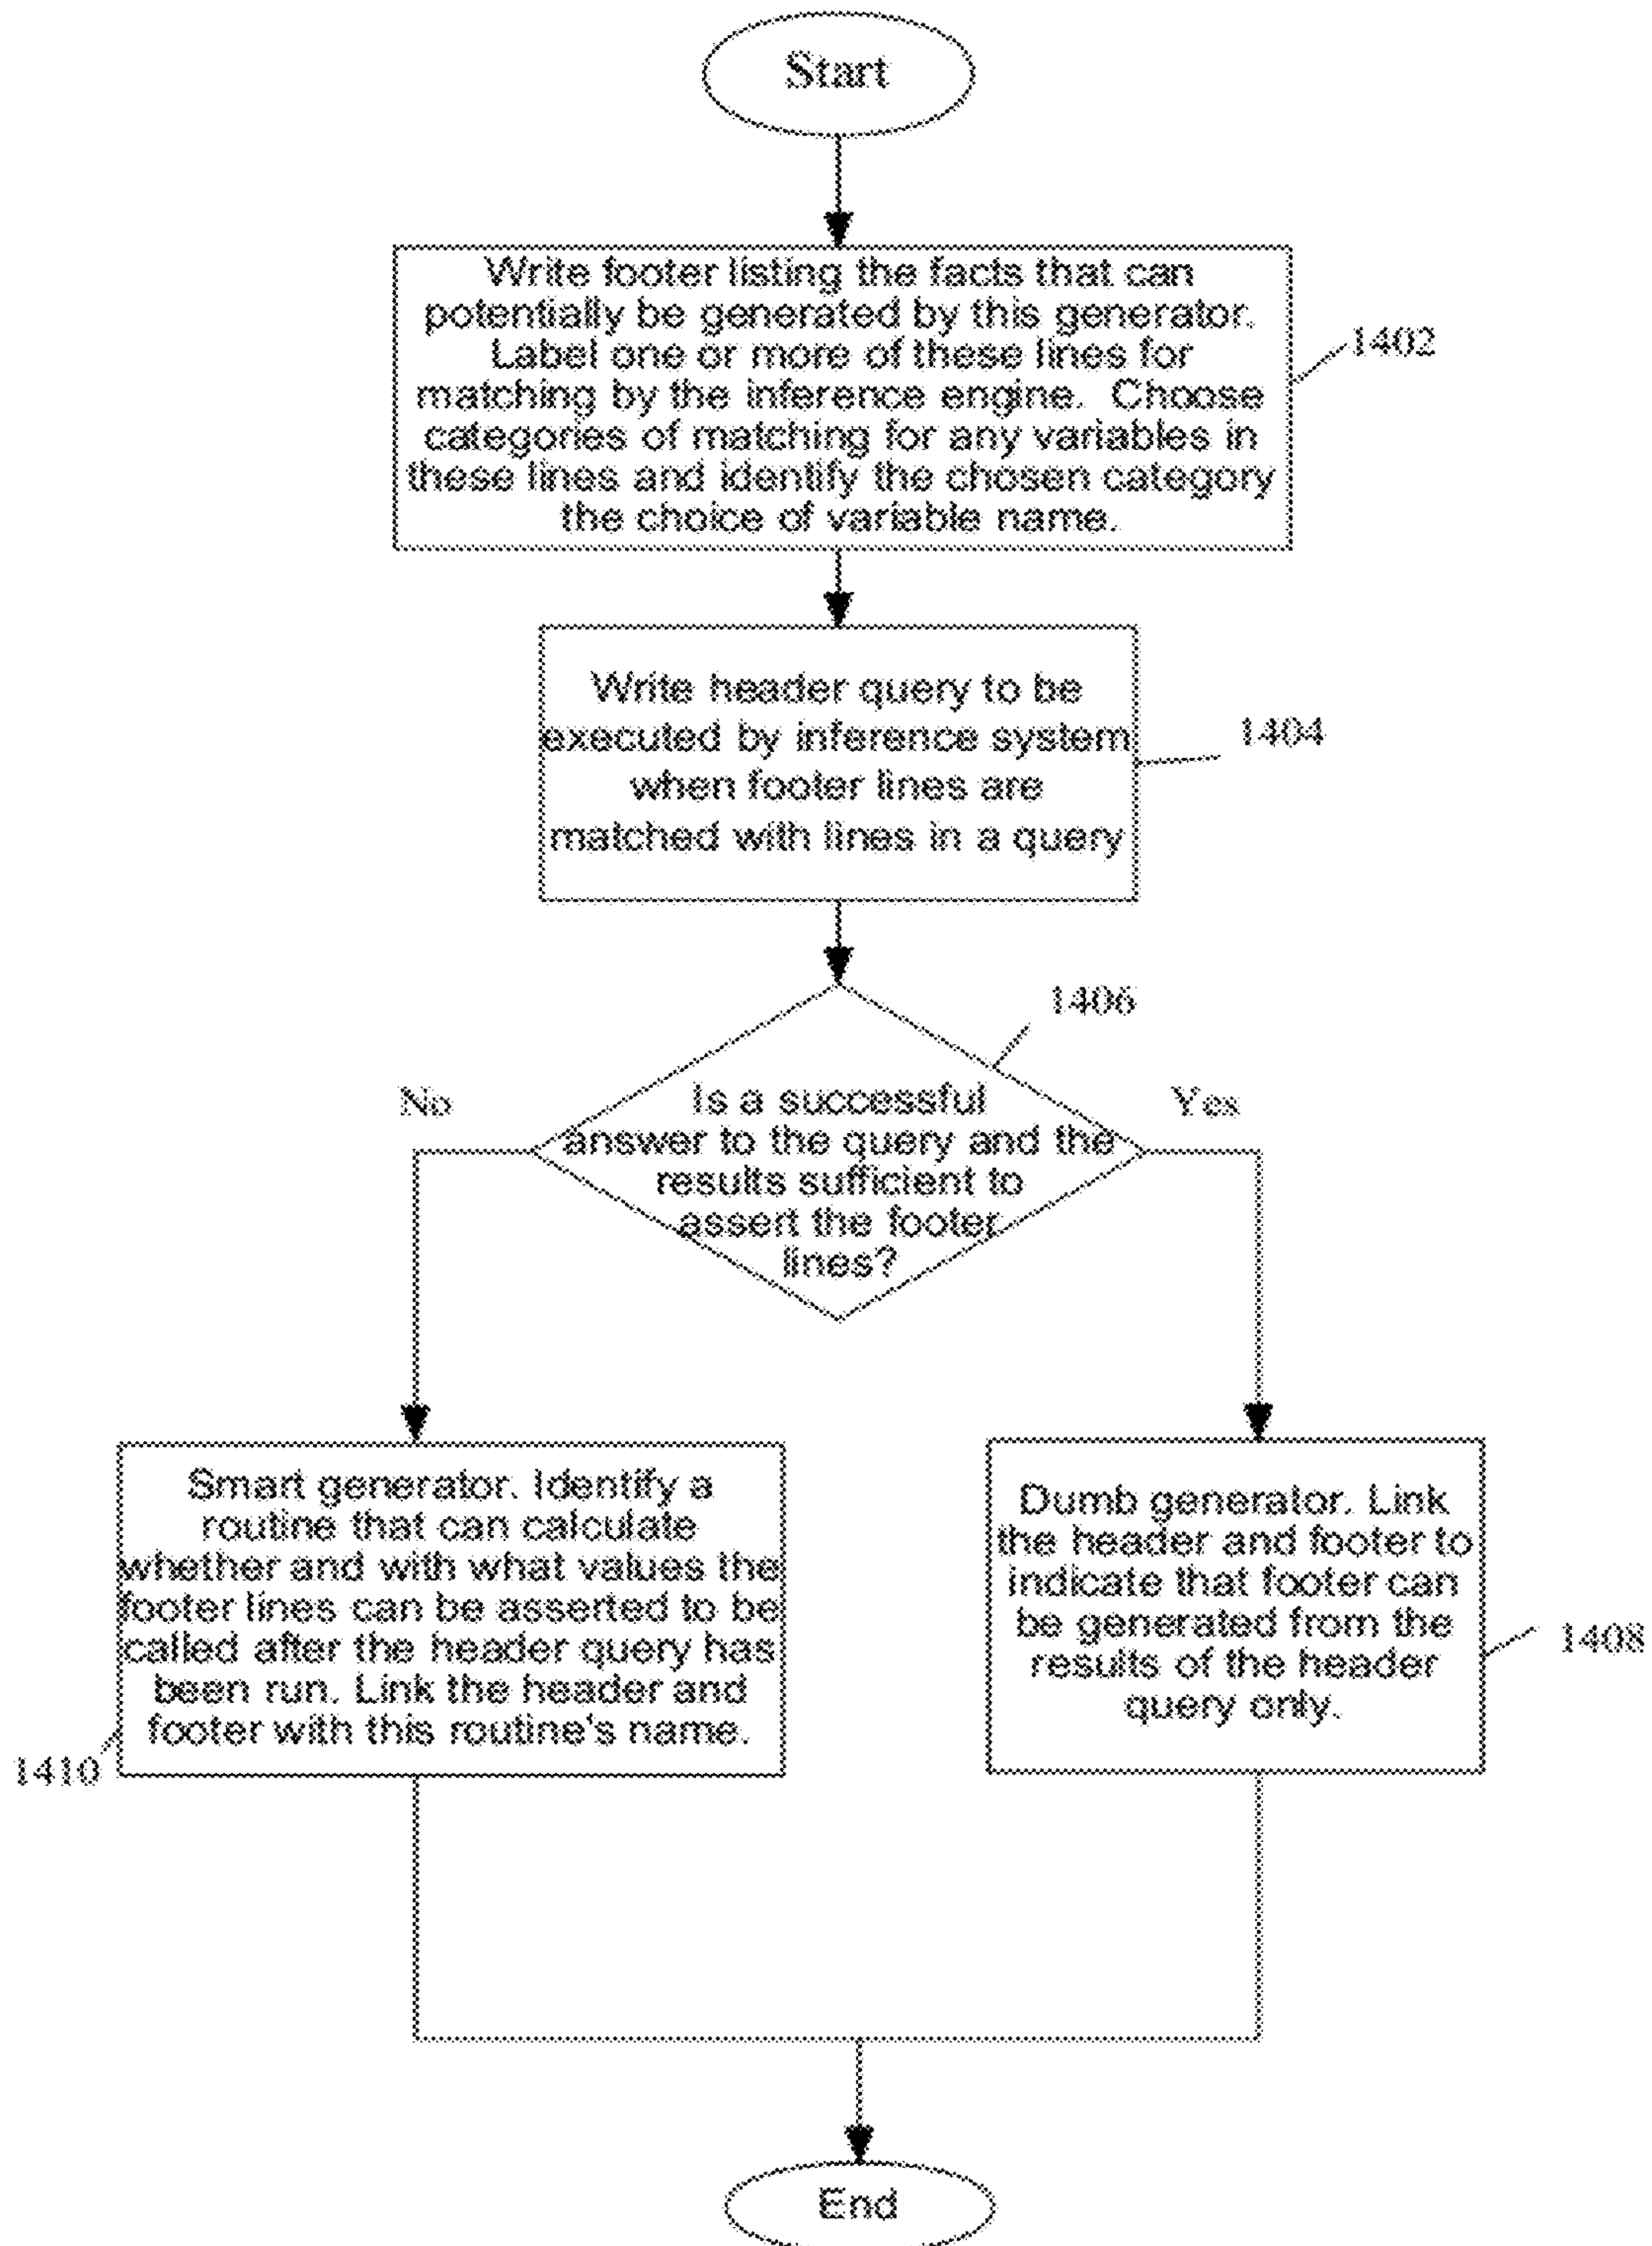 Start
Write footer listing the facts that can
potentially be generated by this generator.
Label one or more of these lines for
matching by the inference engine.  Choose
categories of matching for any variables in
these lines and identify the chosen category
the choice of variable name.
1402
Write header query to be
executed by inference system
when footer lines are
matched with lines in a query
1404
1406
No
Yes
Is a successful
answer to the query and the
results sufficient to
assert the footer
lines?
Smart generator. Identify a
routine that can calculate
whether and with what values the
footer lines can be asserted to be
called after the header query has
been run. Link the header and
footer with this routine's name.
1410
Dumb generator. Link
the header and footer to
indicate that footer can
be generated from the
results of the header
query only.
1408
End